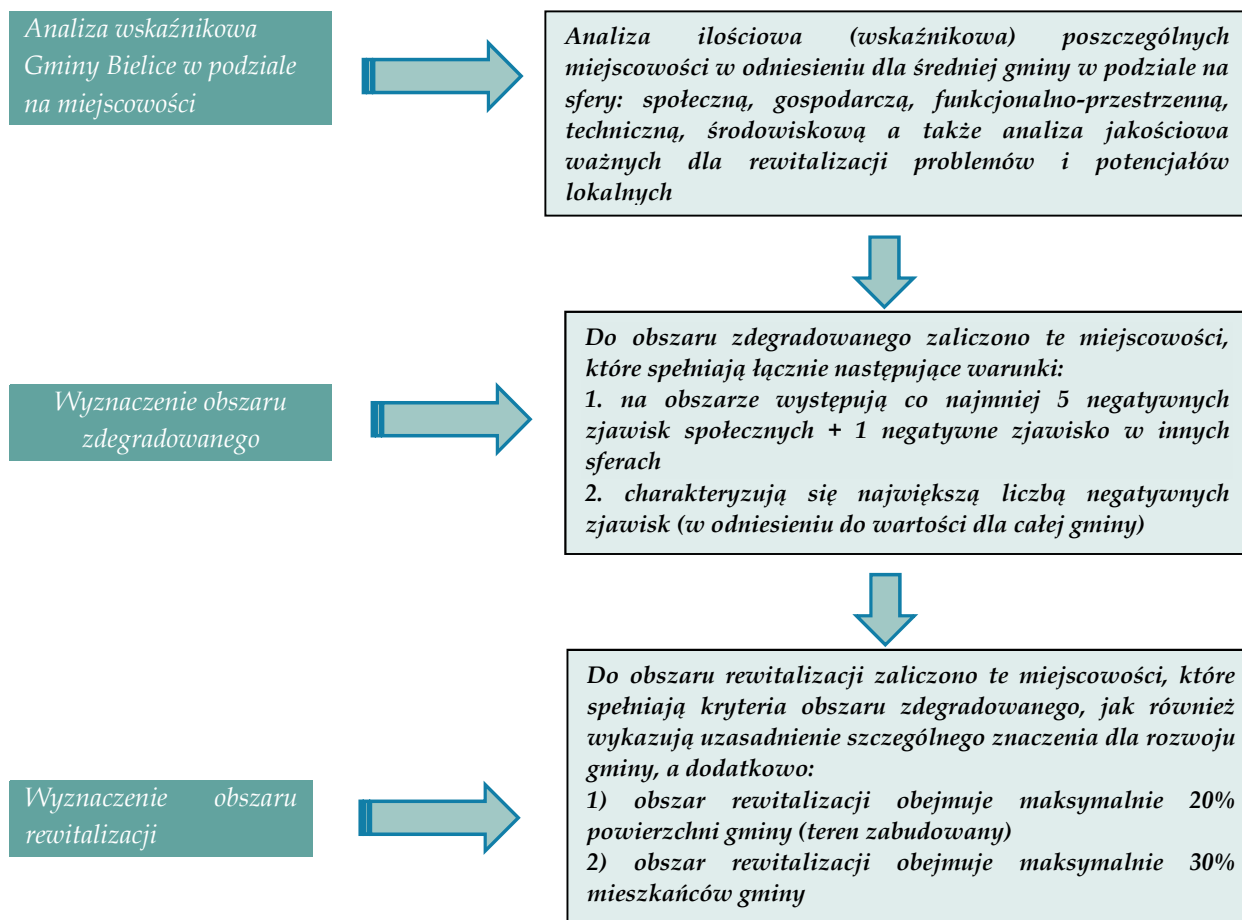 Analiza wskaźnikowa
Gminy Bielice w podziale
na miejscowości
Analiza ilościowa (wskaźnikowa) poszczególnych
miejscowości w odniesieniu dla średniej gminy w podziale na
sfery: społeczną, gospodarczą, funkcjonalno-przestrzenną,
techniczną, środowiskową a także analiza jakościowa
ważnych dla rewitalizacji problemów i potencjałów
lokalnych
Wyznaczenie obszaru
zdegradowanego
Do obszaru zdegradowanego zaliczono te miejscowości,
które spełniają łącznie następujące warunki:
1. na obszarze występują co najmniej 5 negatywnych
zjawisk społecznych + 1 negatywne zjawisko w innych
sferach
2. charakteryzują się największą liczbą negatywnych
zjawisk (w odniesieniu do wartości dla całej gminy)
Wyznaczenie obszaru
rewitalizacji
Do obszaru rewitalizacji zaliczono te miejscowości, które
spełniają kryteria obszaru zdegradowanego, jak również
wykazują uzasadnienie szczególnego znaczenia dla rozwoju
gminy, a dodatkowo:
1) obszar rewitalizacji obejmuje maksymalnie 20%
powierzchni gminy (teren zabudowany)
2) obszar rewitalizacji obejmuje maksymalnie 30%
mieszkańców gminy